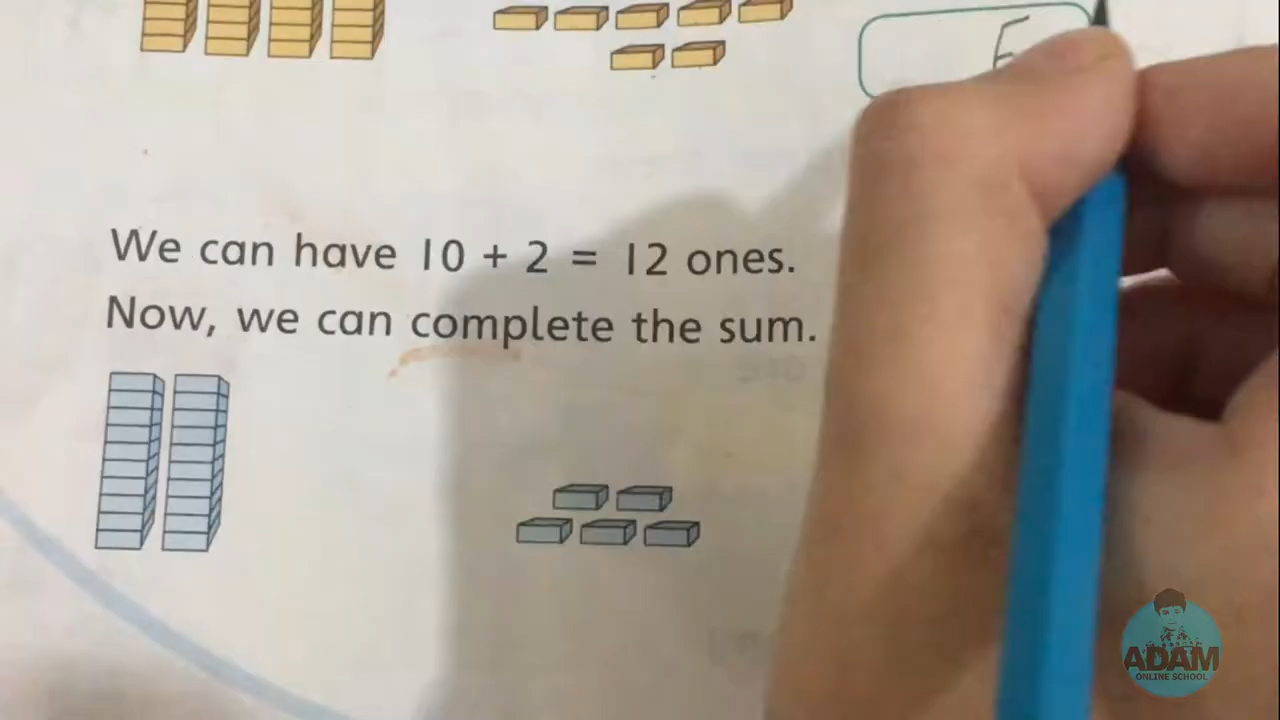 We can have 10 + 2 = 12 ones.
Now, we can complete the sum.
ADAM
ONLINE SCHOOL